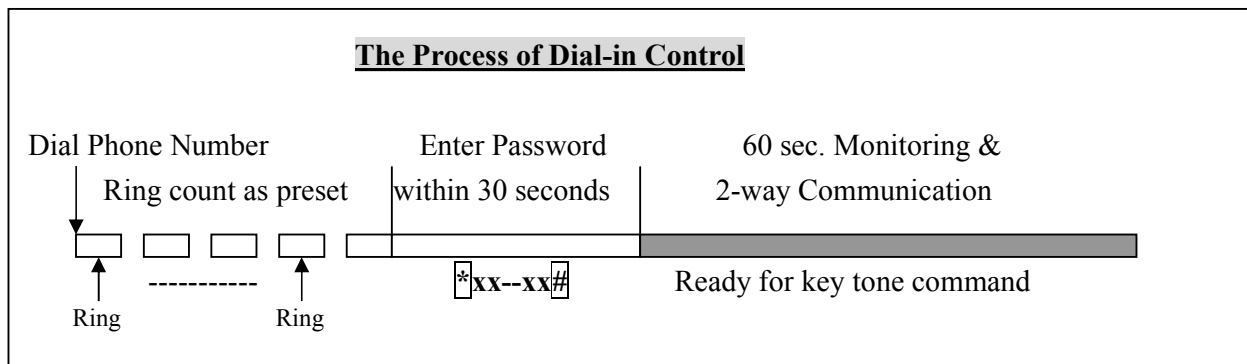 The Process of Dial-in Control
Dial Phone Number Enter Password 60 sec. Monitoring &
Ring count as preset within 30 seconds 2-way Communication
----------- *xx--xx# Ready for key tone command
Ring Ring